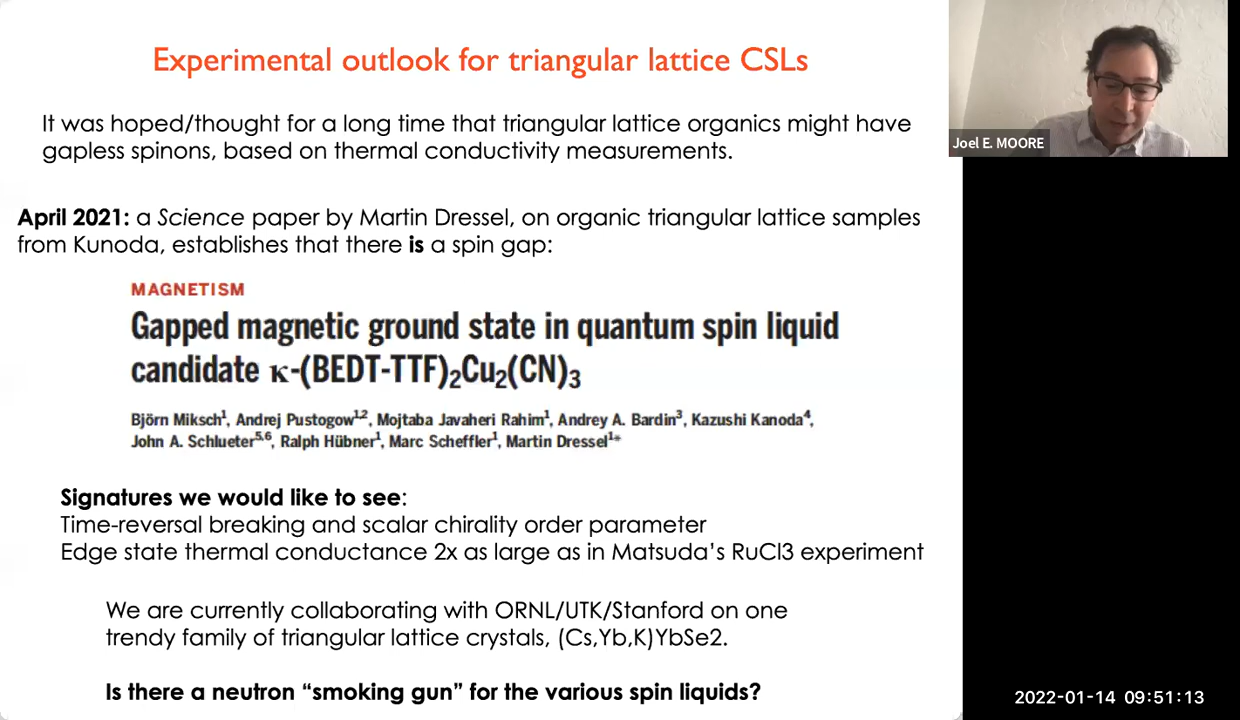 Experimental outlook for triangular lattice CSLs
It was hoped/thought for a long time that triangular lattice organics might have
gapless spinons, based on thermal conductivity measurements.
April 2021: a Science paper by Martin Dressel, on organic triangular lattice samples
from Kunoda, establishes that there is a spin gap:
MAGNETISM
Gapped magnetic ground state in quantum spin liquid
candidate κ-(BEDT-TTF)₂Cu₂(CN)₃
Björn Miksch¹, Andrej Pustogow¹,², Mojtaba Javaheri Rahim¹, Andrey A. Bardin³, Kazushi Kanoda⁴,
John A. Schlueter⁵,⁶, Ralph Hübner¹, Marc Scheffler¹, Martin Dressel¹*
Signatures we would like to see:
Time-reversal breaking and scalar chirality order parameter
Edge state thermal conductance 2x as large as in Matsuda's RuCl3 experiment
We are currently collaborating with ORNL/UTK/Stanford on one
trendy family of triangular lattice crystals, (Cs,Yb,K)YbSe2.
Is there a neutron "smoking gun" for the various spin liquids?
Joel E. MOORE
2022-01-14 09:51:13